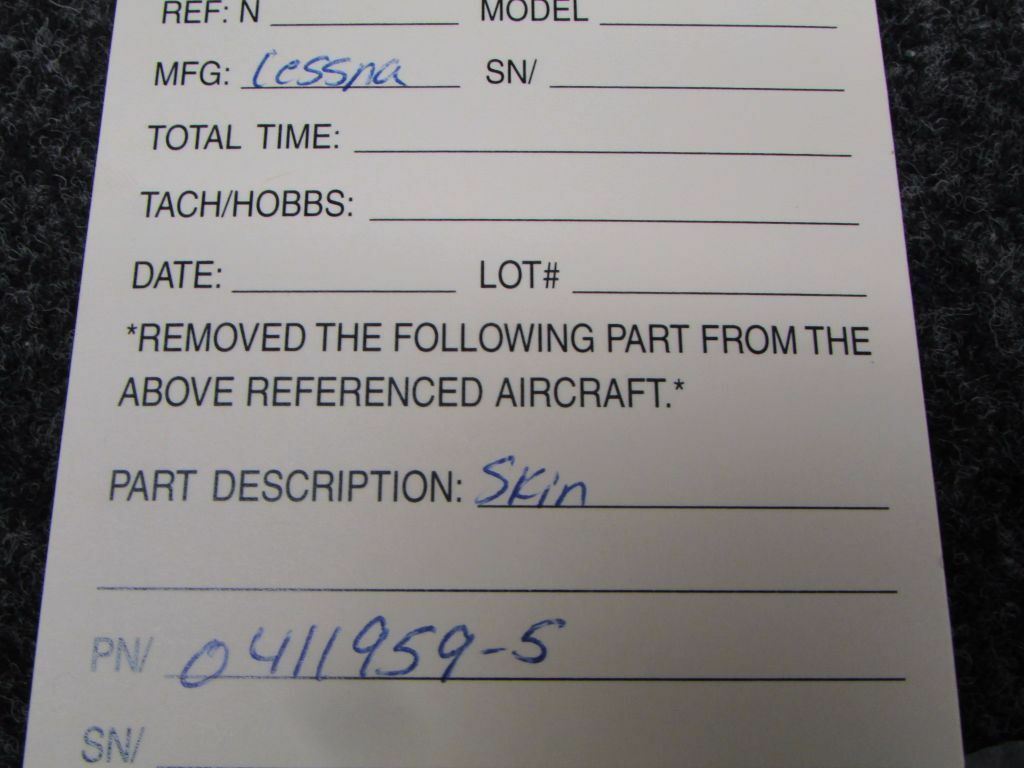 REF: N MODEL
MFG: Cessna SN/
TOTAL TIME:
TACH/HOBBS:
DATE: LOT#
*REMOVED THE FOLLOWING PART FROM THE
ABOVE REFERENCED AIRCRAFT.*
PART DESCRIPTION: Skin
PN/ 0411959-5
SN/